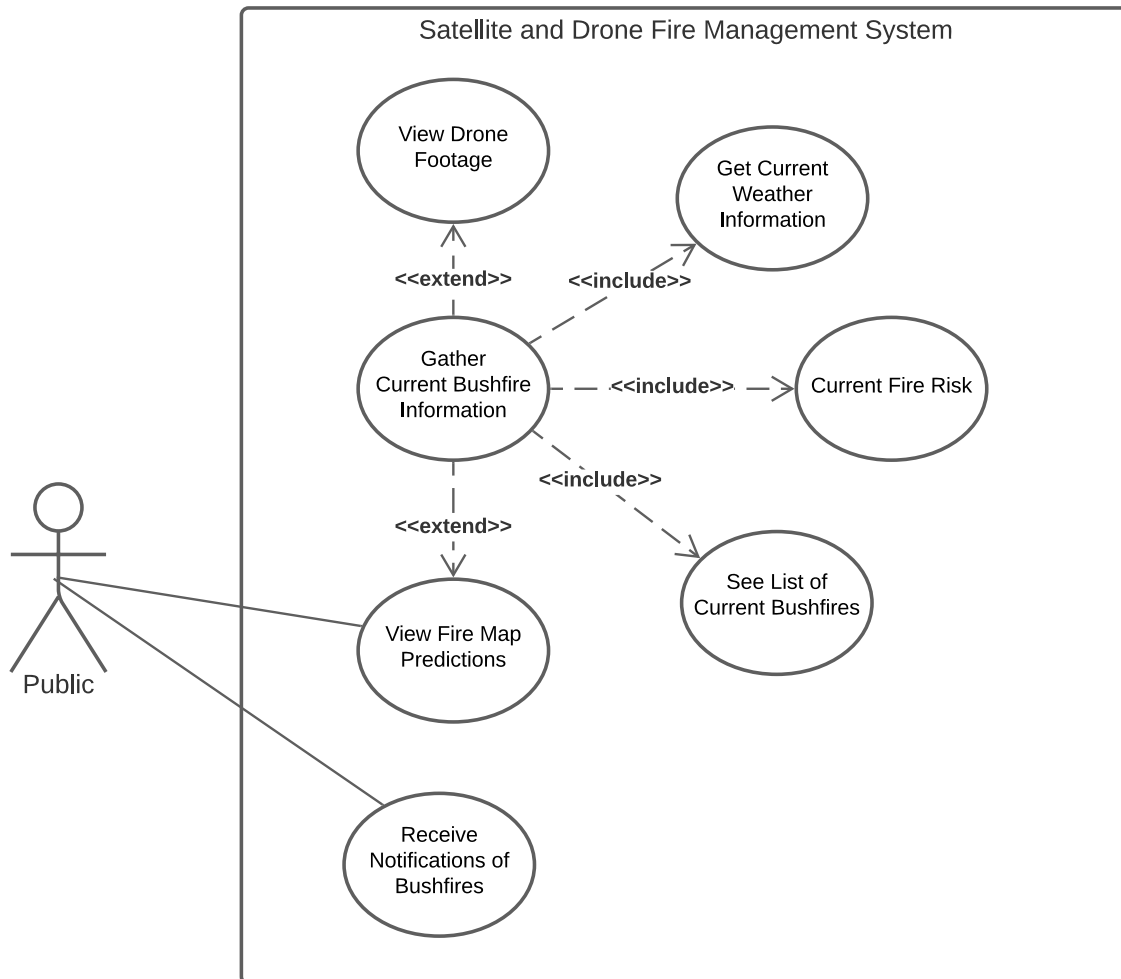 Satellite and Drone Fire Management System
View Drone
Footage
Get Current
Weather
Information
<<extend>>
<<include>>
Gather
Current Bushfire
Information
<<include>>
Current Fire Risk
<<include>>
<<extend>>
See List of
Current Bushfires
View Fire Map
Predictions
Public
Receive
Notifications of
Bushfires